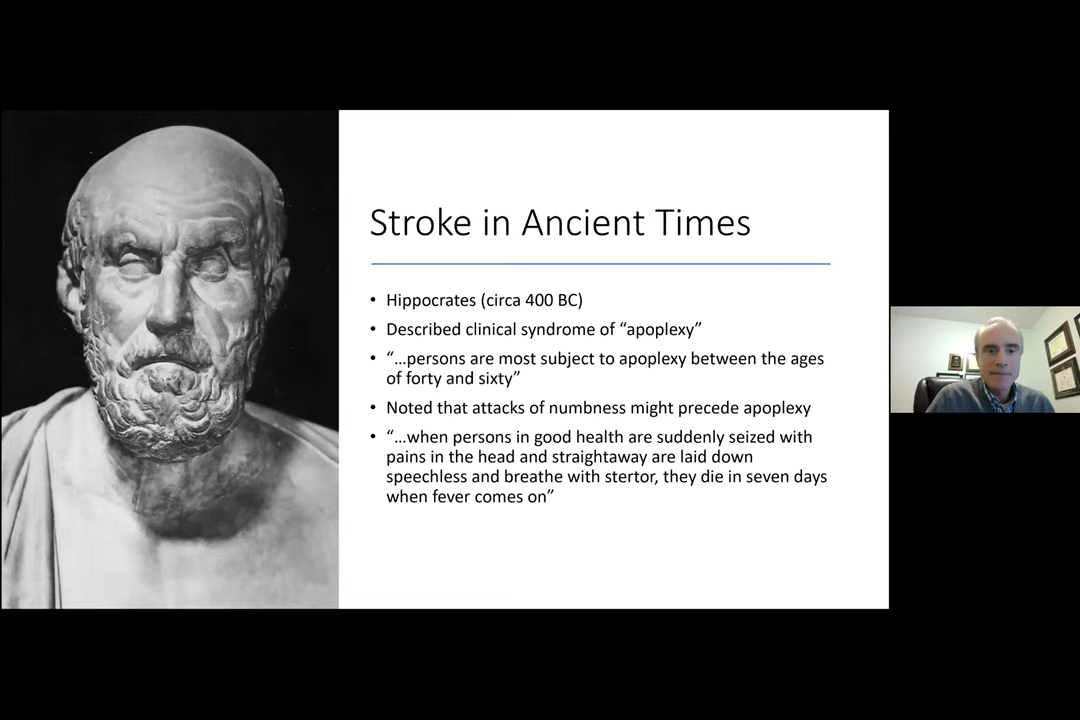 Stroke in Ancient Times
• Hippocrates (circa 400 BC)
• Described clinical syndrome of “apoplexy”
• “…persons are most subject to apoplexy between the ages
of forty and sixty”
• Noted that attacks of numbness might precede apoplexy
• “…when persons in good health are suddenly seized with
pains in the head and straightaway are laid down
speechless and breathe with stertor, they die in seven days
when fever comes on”